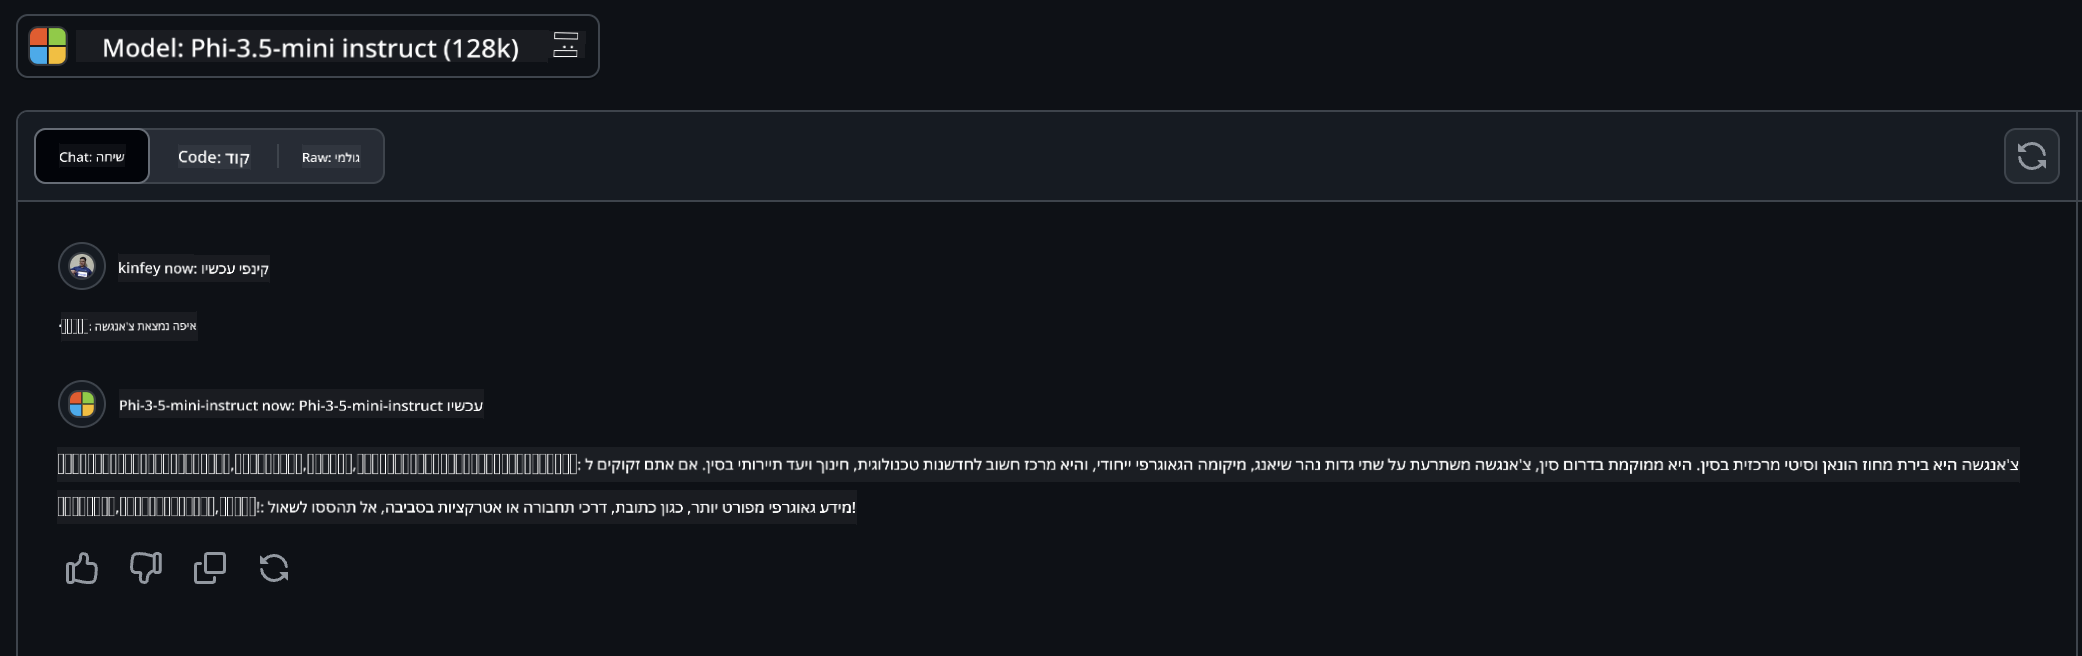 Model: Phi-3.5-mini instruct (128k)
Chat: שיחה
Code: קוד
Raw: גולמי
kinfey now: קינפי עכשיו
איפה נמצאת צ'אנגשה :
Phi-3-5-mini-instruct now: Phi-3-5-mini-instruct עכשיו
צ'אנגשה היא בירת מחוז הונאן וסיטי מרכזית בסין. היא ממוקמת בדרום סין, צ'אנגשה משתרעת על שתי גדות נהר שיאנג, מיקומה הגאוגרפי ייחודי, והיא מרכז חשוב לחדשנות טכנולוגית, חינוך ויעד תיירותי בסין. אם אתם זקוקים ל :
מידע גאוגרפי מפורט יותר, כגון כתובת, דרכי תחבורה או אטרקציות בסביבה, אל תהססו לשאול :!